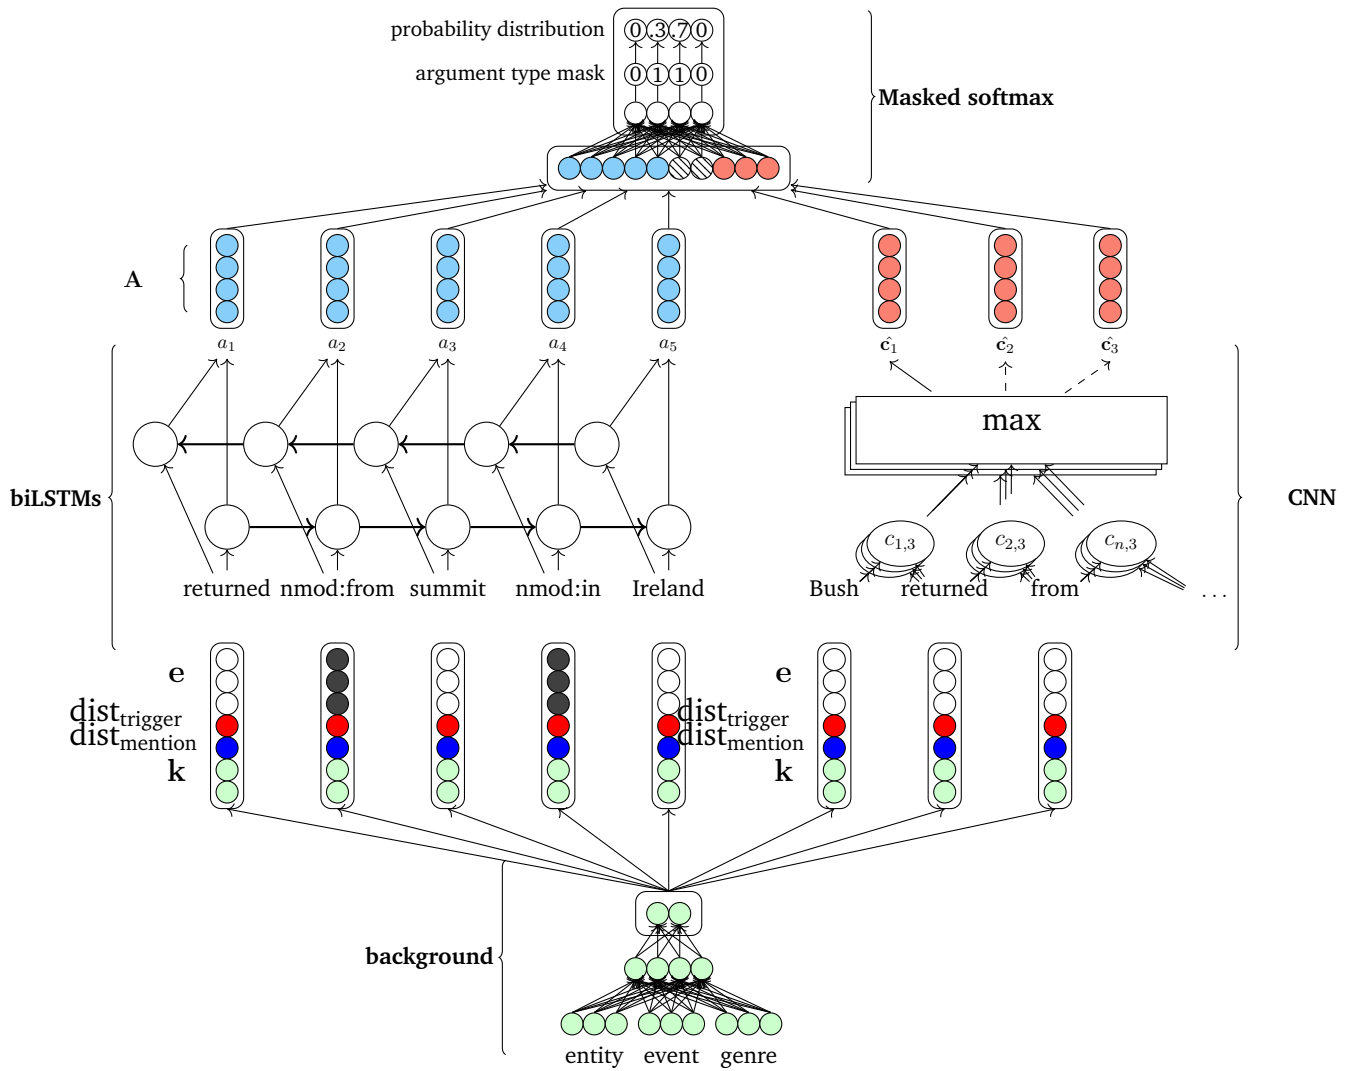 probability distribution 0 .3 .7 0
argument type mask 0 1 1 0
Masked softmax
A
a1 a2 a3 a4 a5 ĉ1 ĉ2 ĉ3
max
biLSTMs
CNN
c1,3 c2,3 cn,3
returned nmod:from summit nmod:in Ireland Bush returned from ...
e e
disttrigger disttrigger
distmention distmention
k k
background
entity event genre